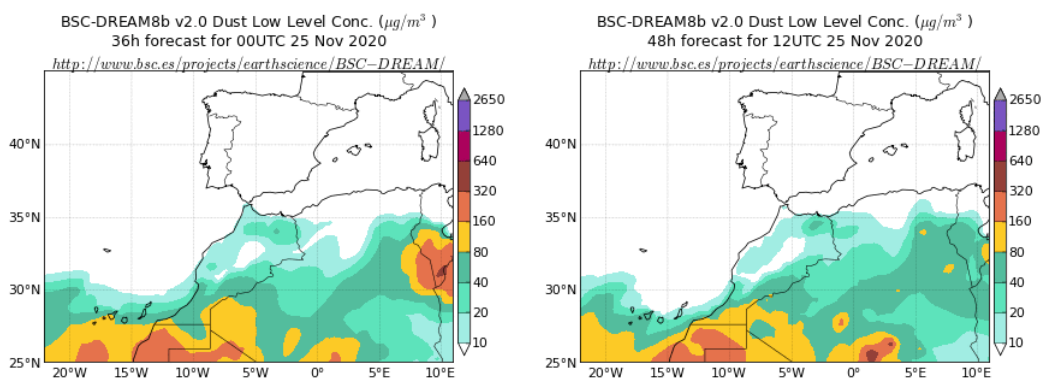 BSC-DREAM8b v2.0 Dust Low Level Conc. (μg/m³ )
36h forecast for 00UTC 25 Nov 2020
http://www.bsc.es/projects/earthscience/BSC−DREAM/
40°N
35°N
30°N
25°N
20°W
15°W
10°W
5°W
0°
5°E
10°E
2650
1280
640
320
160
80
40
20
10
BSC-DREAM8b v2.0 Dust Low Level Conc. (μg/m³ )
48h forecast for 12UTC 25 Nov 2020
http://www.bsc.es/projects/earthscience/BSC−DREAM/
40°N
35°N
30°N
25°N
20°W
15°W
10°W
5°W
0°
5°E
10°E
2650
1280
640
320
160
80
40
20
10